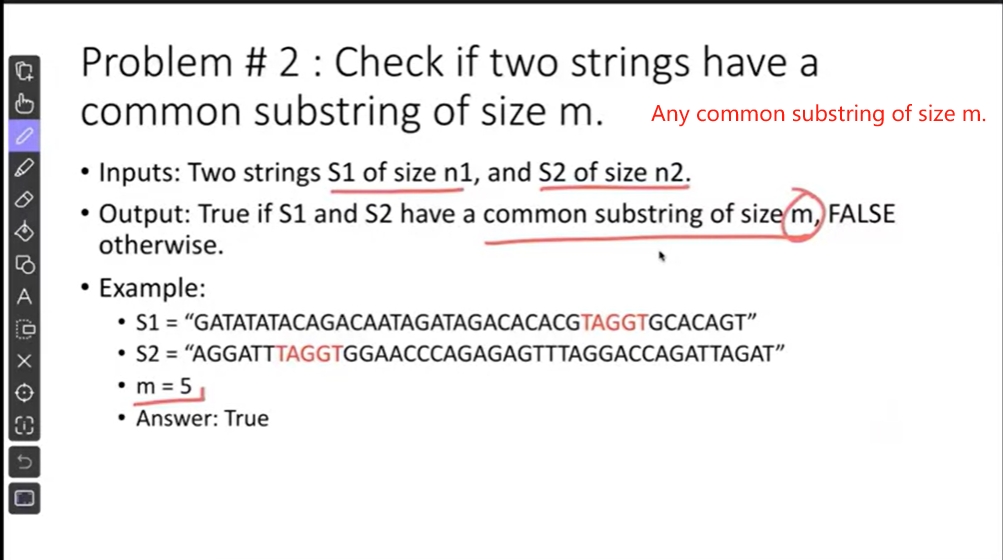 Problem # 2 : Check if two strings have a
common substring of size m.
Any common substring of size m.
• Inputs: Two strings S1 of size n1, and S2 of size n2.
• Output: True if S1 and S2 have a common substring of size m, FALSE
otherwise.
• Example:
• S1 = “GATATATACAGACAATAGATAGACACACGTAGGTGCACAGT”
• S2 = “AGGATTTAGGTGGAACCCAGAGAGTTTAGGACCAGATTAGAT”
• m = 5
• Answer: True